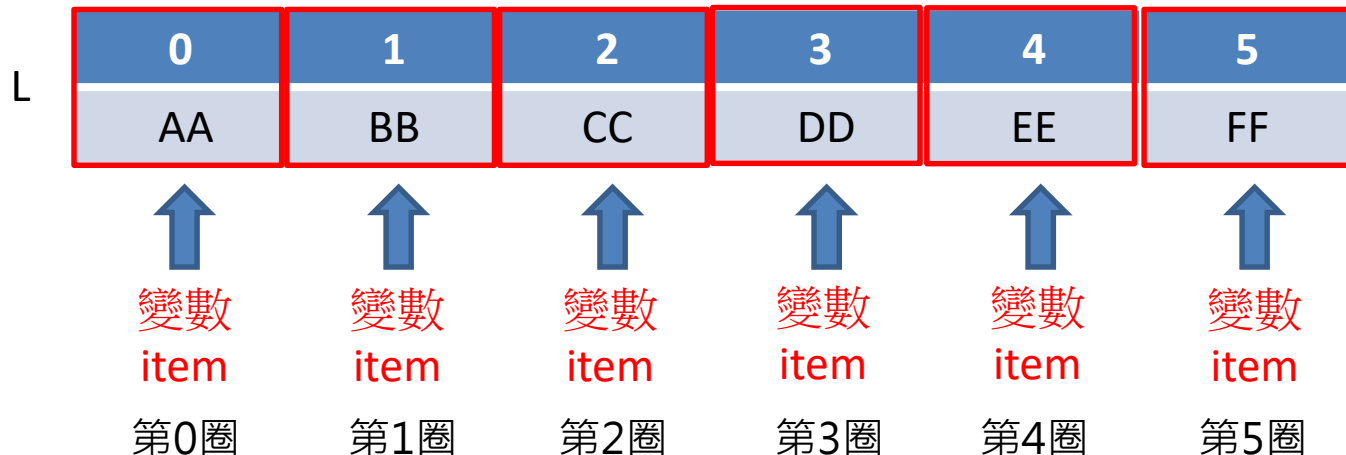 L
0 1 2 3 4 5
AA BB CC DD EE FF
變數 變數 變數 變數 變數 變數
item item item item item item
第0圈 第1圈 第2圈 第3圈 第4圈 第5圈